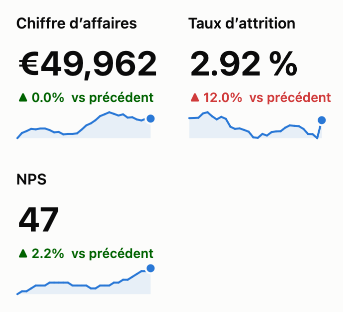 Chiffre d'affaires
€49,962
▲ 0.0% vs précédent
Taux d'attrition
2.92 %
▲ 12.0% vs précédent
NPS
47
▲ 2.2% vs précédent